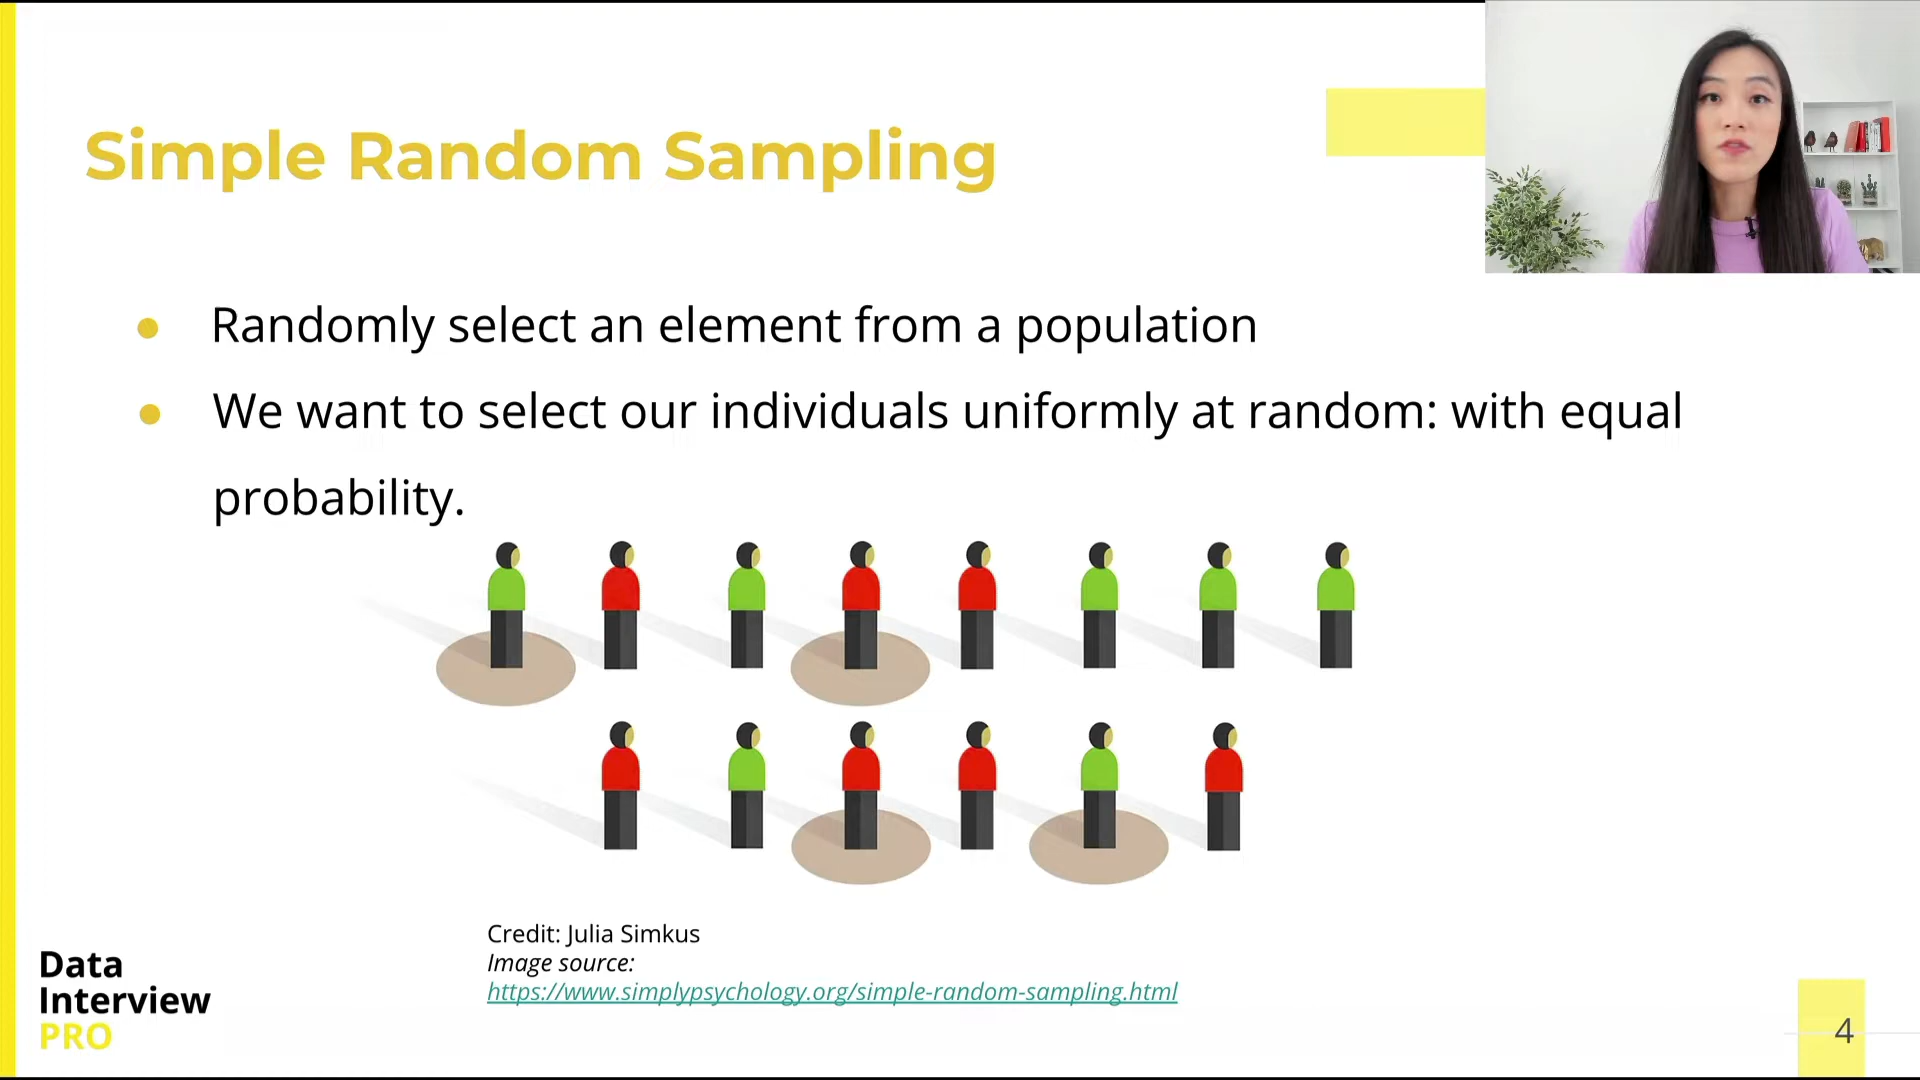 Simple Random Sampling
● Randomly select an element from a population
● We want to select our individuals uniformly at random: with equal
probability.
Credit: Julia Simkus
Image source:
https://www.simplypsychology.org/simple-random-sampling.html
Data
Interview
PRO
4